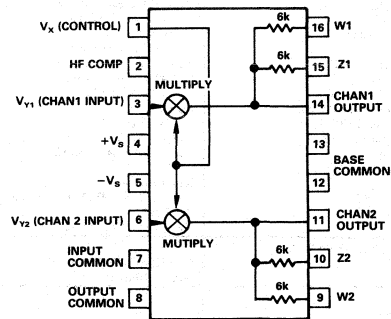 VX (CONTROL) 1
HF COMP 2
VY1 (CHAN1 INPUT) 3
+VS 4
−VS 5
VY2 (CHAN 2 INPUT) 6
INPUT
COMMON 7
OUTPUT
COMMON 8
MULTIPLY
MUTIPLY
6k
6k
6k
6k
16 W1
15 Z1
14 CHAN1
OUTPUT
13
BASE
COMMON
12
11 CHAN2
OUTPUT
10 Z2
9 W2